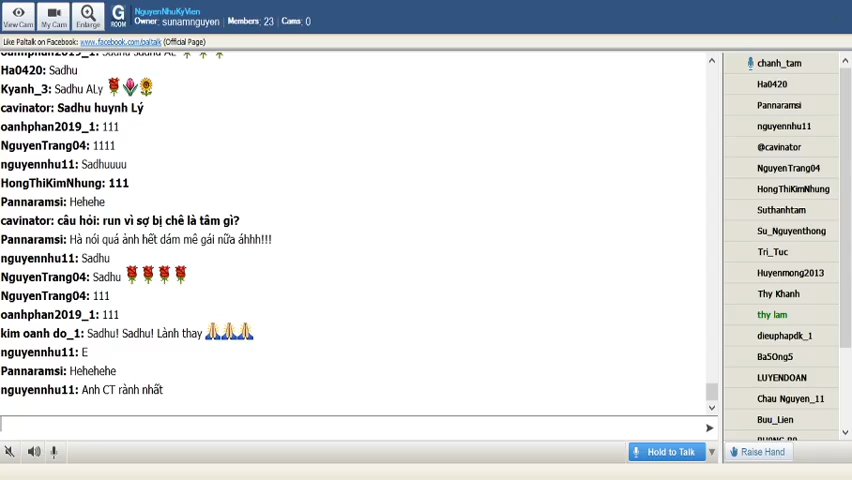 View Cam
My Cam
Enlarge
G
ROOM
NguyenNhuKyVien
Owner: sunamnguyen | Members: 23 | Cams: 0
Like Paltalk on Facebook: www.facebook.com/paltalk (Official Page)
Ha0420: Sadhu
Kyanh_3: Sadhu ALy
cavinator: Sadhu huynh Lý
oanhphan2019_1: 111
NguyenTrang04: 1111
nguyennhu11: Sadhuuuu
HongThiKimNhung: 111
Pannaramsi: Hehehe
cavinator: câu hỏi: run vì sợ bị chê là tâm gì?
Pannaramsi: Hà nói quá ảnh hết dám mê gái nữa áhhh!!!
nguyennhu11: Sadhu
NguyenTrang04: Sadhu
NguyenTrang04: 111
oanhphan2019_1: 111
kim oanh do_1: Sadhu! Sadhu! Lành thay
nguyennhu11: E
Pannaramsi: Hehehehe
nguyennhu11: Anh CT rành nhất
Hold to Talk
chanh_tam
Ha0420
Pannaramsi
nguyennhu11
@cavinator
NguyenTrang04
HongThiKimNhung
Suthanhtam
Su_Nguyenthong
Tri_Tuc
Huyenmong2013
Thy Khanh
thy lam
dieuphapdk_1
Ba5Ong5
LUYENDOAN
Chau Nguyen_11
Buu_Lien
Raise Hand